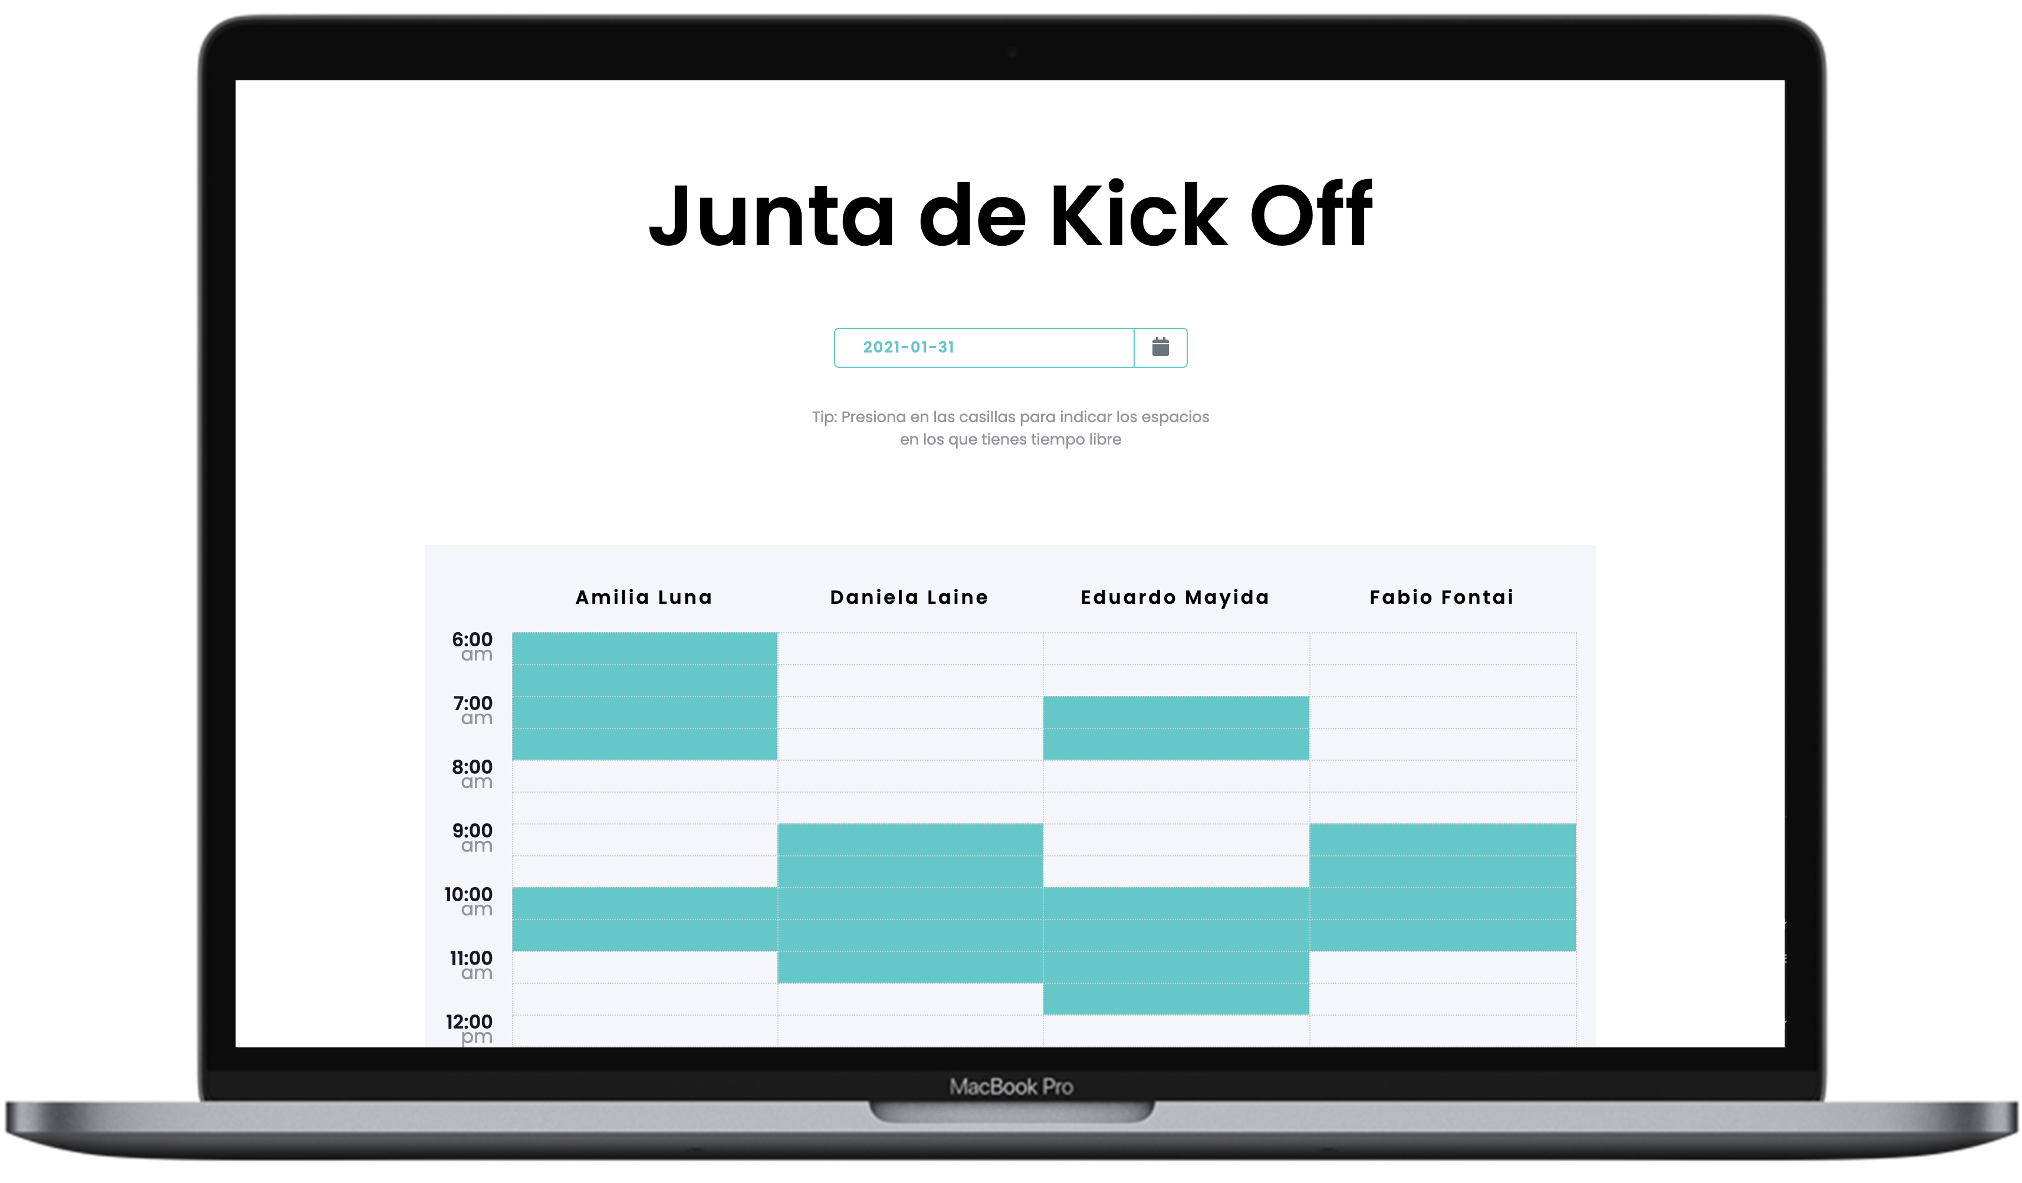 Junta de Kick Off
2021-01-31
Tip: Presiona en las casillas para indicar los espacios
en los que tienes tiempo libre
Amilia Luna Daniela Laine Eduardo Mayida Fabio Fontai
6:00
am
7:00
am
8:00
am
9:00
am
10:00
am
11:00
am
12:00
pm
MacBook Pro